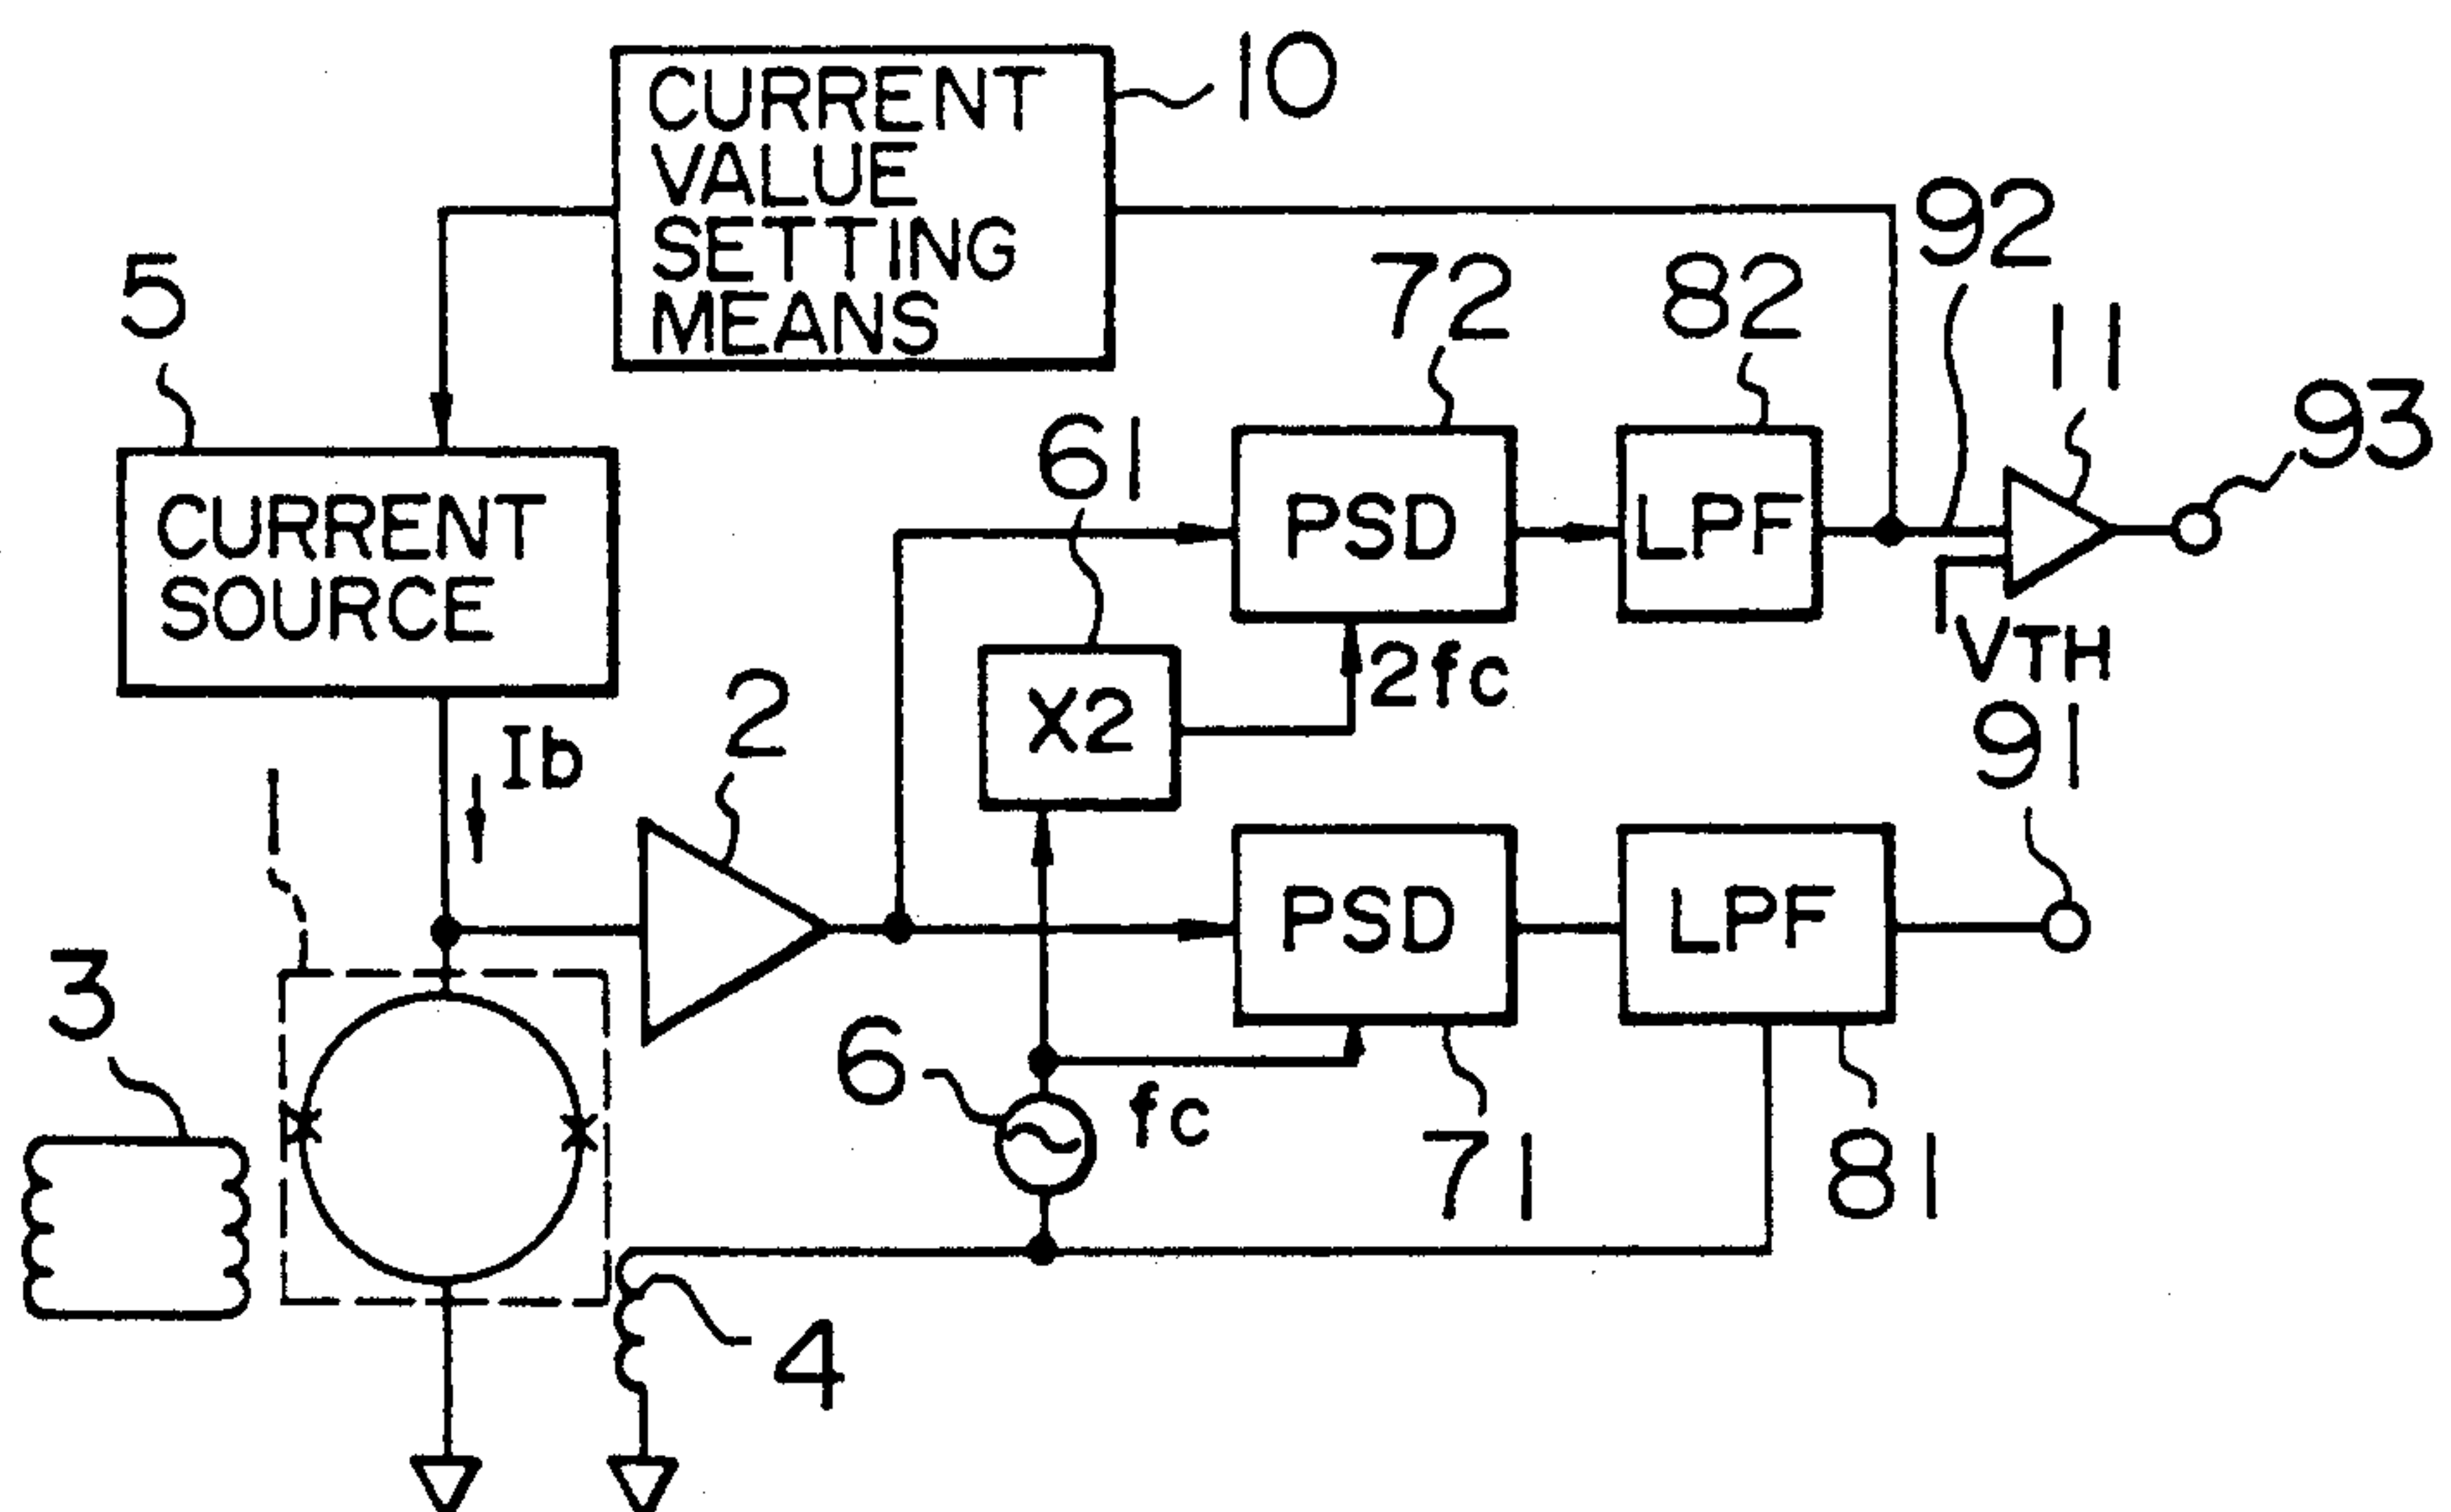 CURRENT
VALUE
SETTING
MEANS
10
5
72
82
92
11
93
61
CURRENT
SOURCE
PSD
LPF
VTH
2fc
X2
2
Ib
91
1
PSD
LPF
3
6
fc
71
81
4